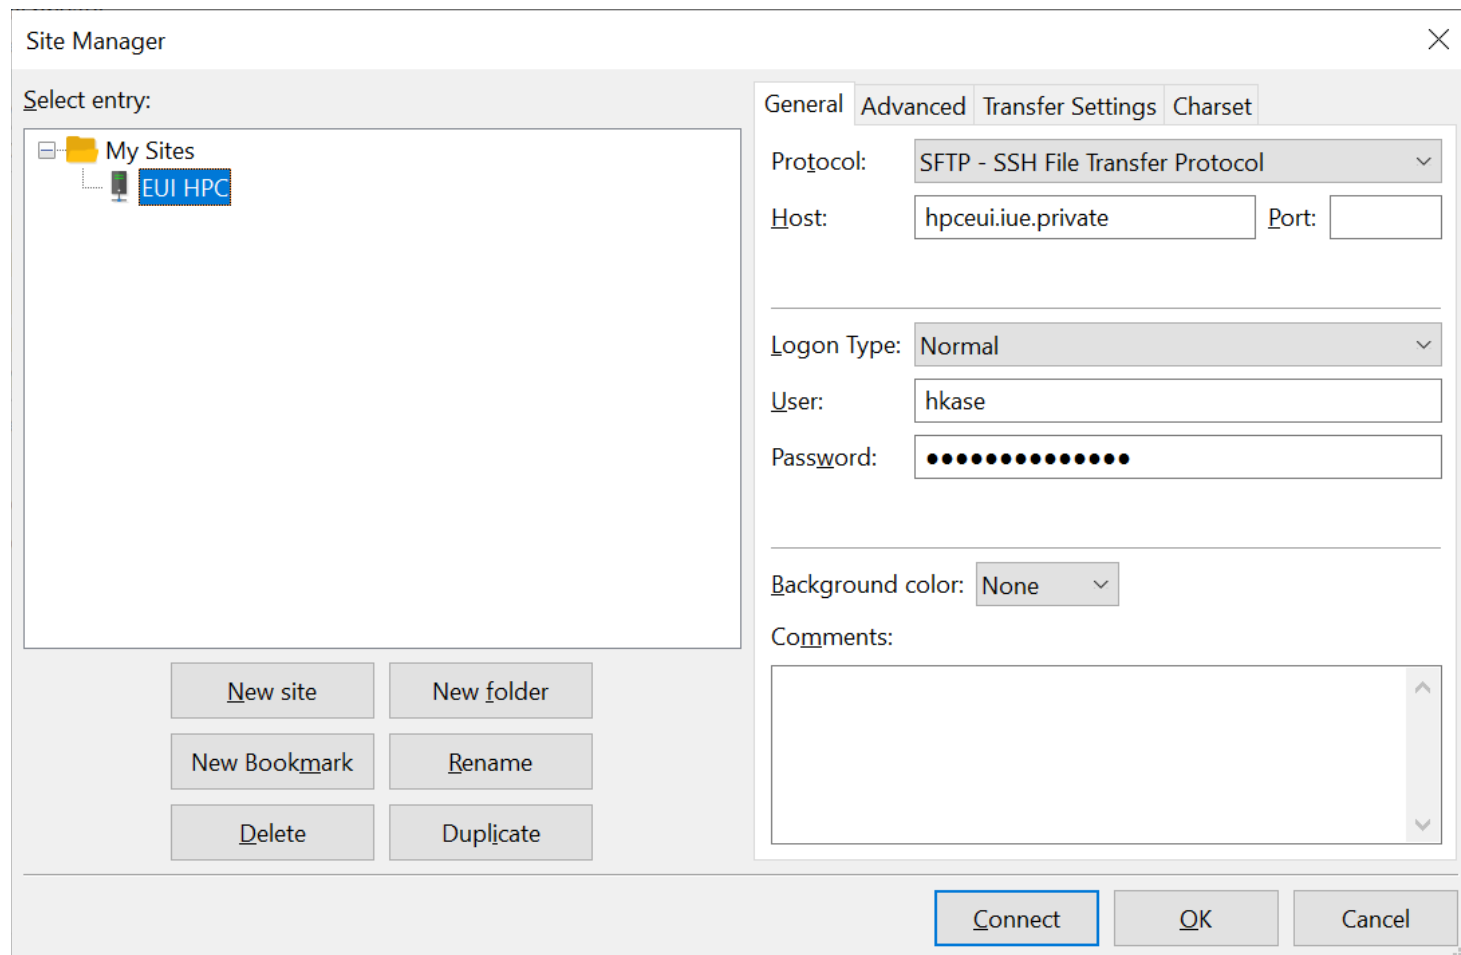 Site Manager
Select entry:
My Sites
EUI HPC
New site
New folder
New Bookmark
Rename
Delete
Duplicate
General
Advanced
Transfer Settings
Charset
Protocol:
SFTP - SSH File Transfer Protocol
Host:
hpceui.iue.private
Port:
Logon Type:
Normal
User:
hkase
Password:
●●●●●●●●●●●●●●
Background color:
None
Comments:
Connect
OK
Cancel